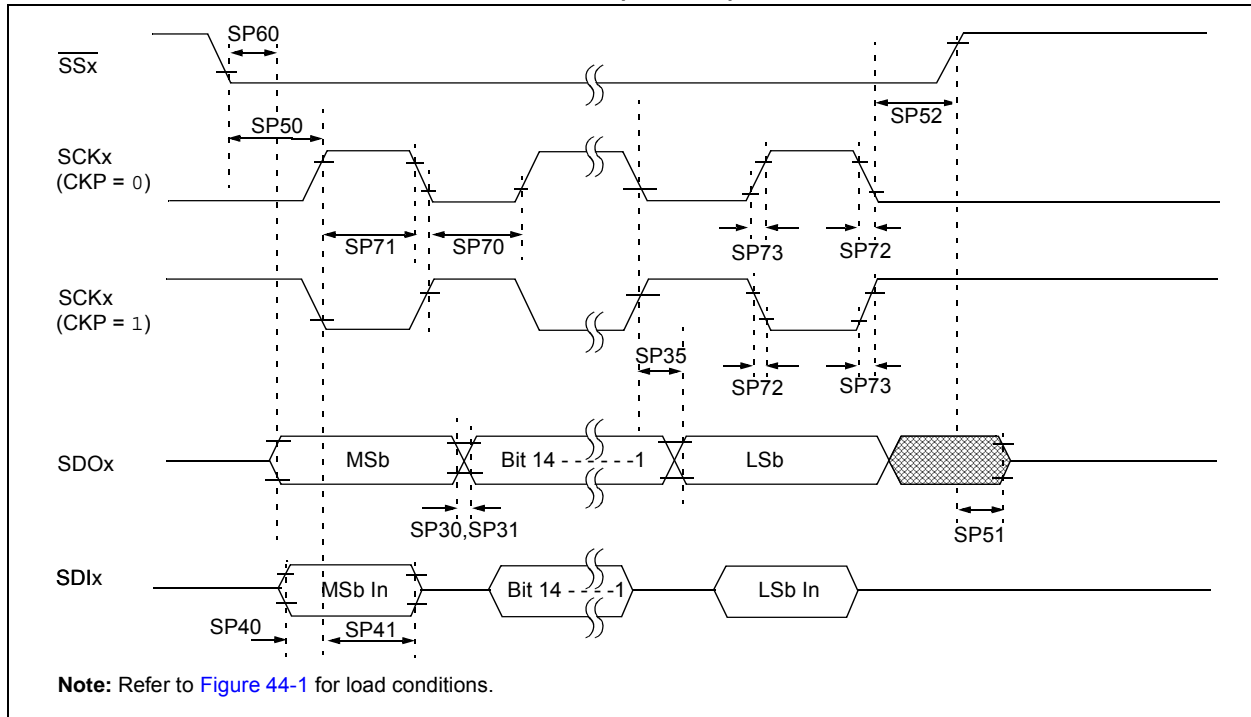 SP60
SSx
SP50
SP52
SCKx
(CKP = 0)
SP71
SP70
SP73
SP72
SCKx
(CKP = 1)
SP35
SP72
SP73
SDOx
MSb
Bit 14 - - - - - -1
LSb
SP30,SP31
SP51
SDIx
MSb In
Bit 14 - - - -1
LSb In
SP40
SP41
Note: Refer to Figure 44-1 for load conditions.